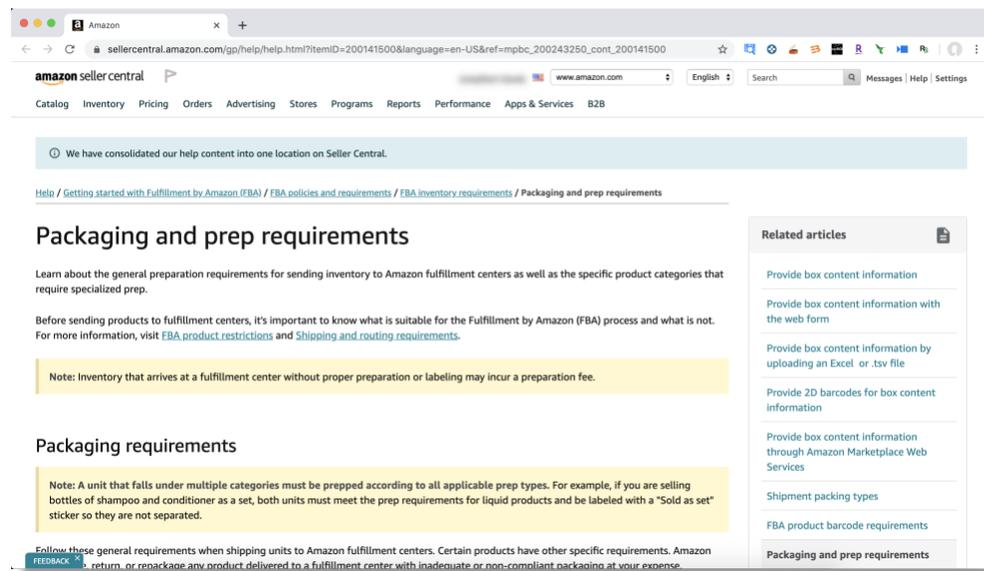 Amazon
sellercentral.amazon.com/gp/help/help.html?itemID=200141500&language=en-US&ref=mpbc_200243250_cont_200141500
amazon seller central
www.amazon.com
English
Search
Messages | Help | Settings
Catalog Inventory Pricing Orders Advertising Stores Programs Reports Performance Apps & Services B2B
We have consolidated our help content into one location on Seller Central.
Help / Getting started with Fulfillment by Amazon (FBA) / FBA policies and requirements / FBA inventory requirements / Packaging and prep requirements
Packaging and prep requirements
Learn about the general preparation requirements for sending inventory to Amazon fulfillment centers as well as the specific product categories that
require specialized prep.
Before sending products to fulfillment centers, it's important to know what is suitable for the Fulfillment by Amazon (FBA) process and what is not.
For more information, visit FBA product restrictions and Shipping and routing requirements.
Note: Inventory that arrives at a fulfillment center without proper preparation or labeling may incur a preparation fee.
Packaging requirements
Note: A unit that falls under multiple categories must be prepped according to all applicable prep types. For example, if you are selling
bottles of shampoo and conditioner as a set, both units must meet the prep requirements for liquid products and be labeled with a "Sold as set"
sticker so they are not separated.
Follow these general requirements when shipping units to Amazon fulfillment centers. Certain products have other specific requirements. Amazon
return, or repackage any product delivered to a fulfillment center with inadequate or non-compliant packaging at your expense.
FEEDBACK
Related articles
Provide box content information
Provide box content information with
the web form
Provide box content information by
uploading an Excel or .tsv file
Provide 2D barcodes for box content
information
Provide box content information
through Amazon Marketplace Web
Services
Shipment packing types
FBA product barcode requirements
Packaging and prep requirements